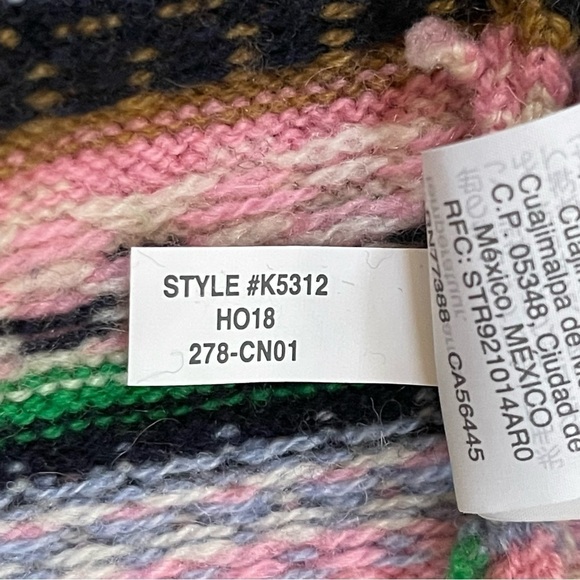 STYLE #K5312
HO18
278-CN01
Cuajimalpa de
C.P. 05348, Ciudad de
México, MEXICO
RFC: STR921014AR0
CA56445